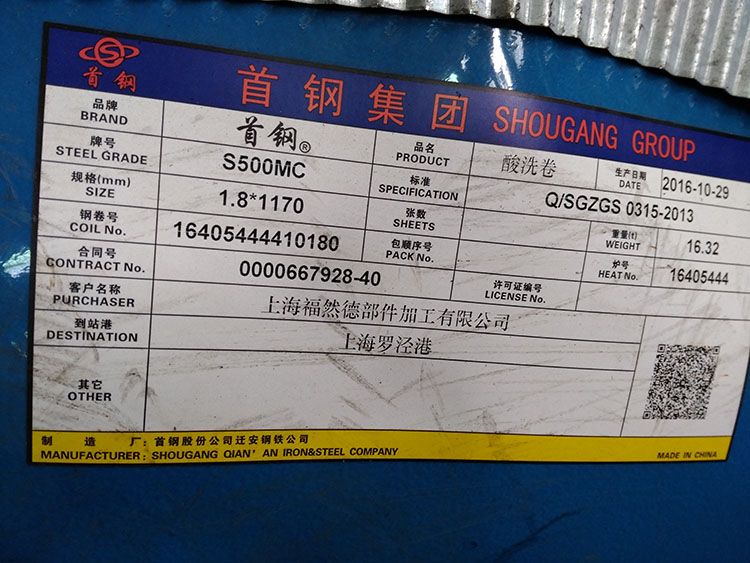 首钢
首钢集团 SHOUGANG GROUP
品牌 BRAND 首钢® 品名 PRODUCT 酸洗卷 生产日期 DATE 2016-10-29
牌号 STEEL GRADE S500MC 标准 SPECIFICATION Q/SGZGS 0315-2013
规格(mm) SIZE 1.8*1170 张数 SHEETS 重量(t) WEIGHT 16.32
钢卷号 COIL No. 16405444410180 包顺序号 PACK No. 炉号 HEAT No. 16405444
合同号 CONTRACT No. 0000667928-40 许可证编号 LICENSE No.
客户名称 PURCHASER 上海福然德部件加工有限公司
到站港 DESTINATION 上海罗泾港
其它 OTHER
制造厂：首钢股份公司迁安钢铁公司
MANUFACTURER: SHOUGANG QIAN' AN IRON&STEEL COMPANY MADE IN CHINA